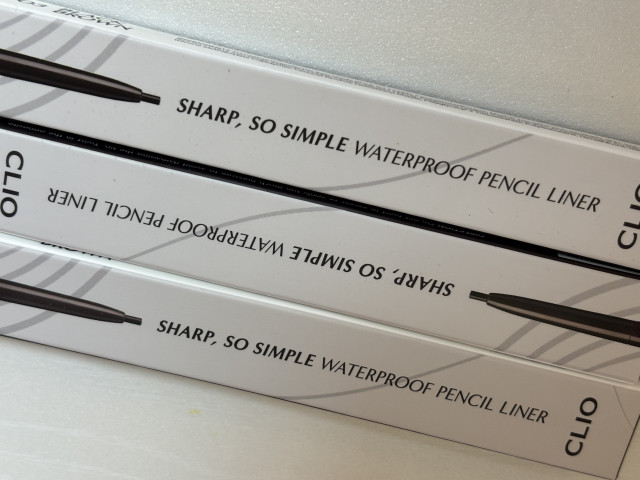 BROWN
SHARP, SO SIMPLE WATERPROOF PENCIL LINER
CLIO
CLIO
SHARP, SO SIMPLE WATERPROOF PENCIL LINER
SHARP, SO SIMPLE WATERPROOF PENCIL LINER
CLIO